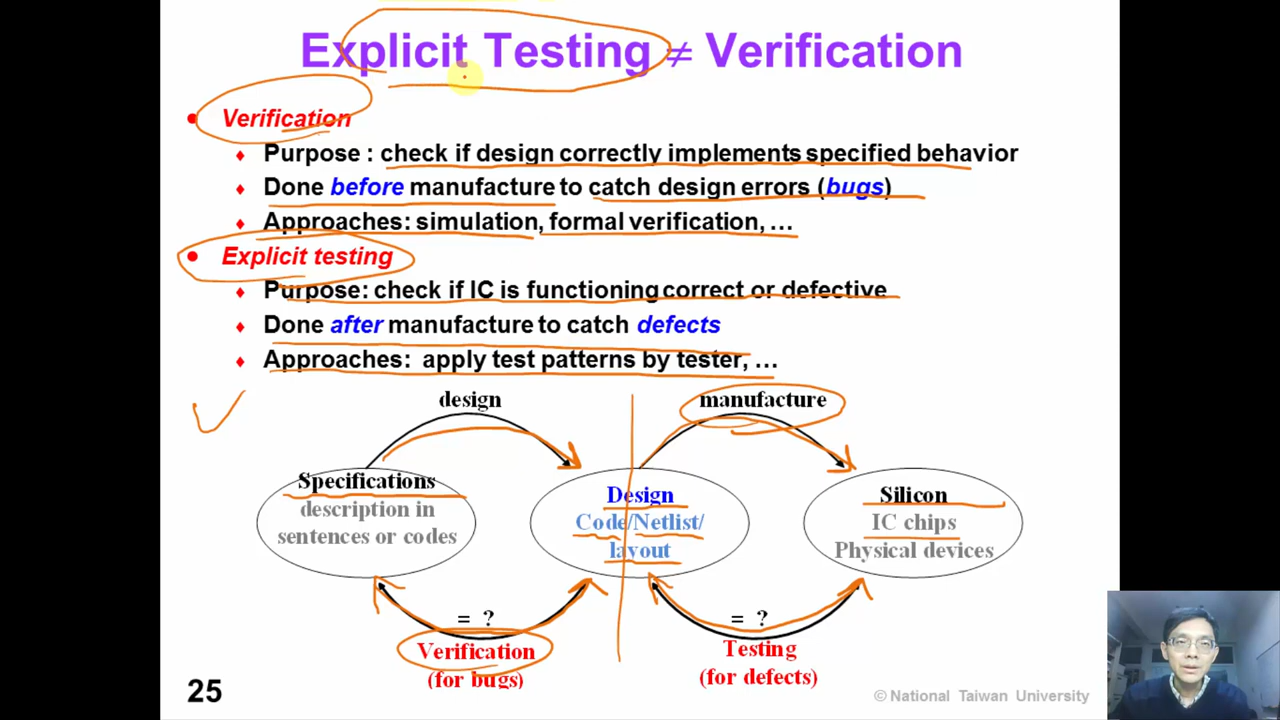 Explicit Testing ≠ Verification
• Verification
♦ Purpose : check if design correctly implements specified behavior
♦ Done before manufacture to catch design errors (bugs)
♦ Approaches: simulation, formal verification, …
• Explicit testing
♦ Purpose: check if IC is functioning correct or defective
♦ Done after manufacture to catch defects
♦ Approaches: apply test patterns by tester, …
design
manufacture
Specifications
description in
sentences or codes
Design
Code/Netlist/
layout
Silicon
IC chips
Physical devices
= ?
Verification
(for bugs)
= ?
Testing
(for defects)
25
© National Taiwan University